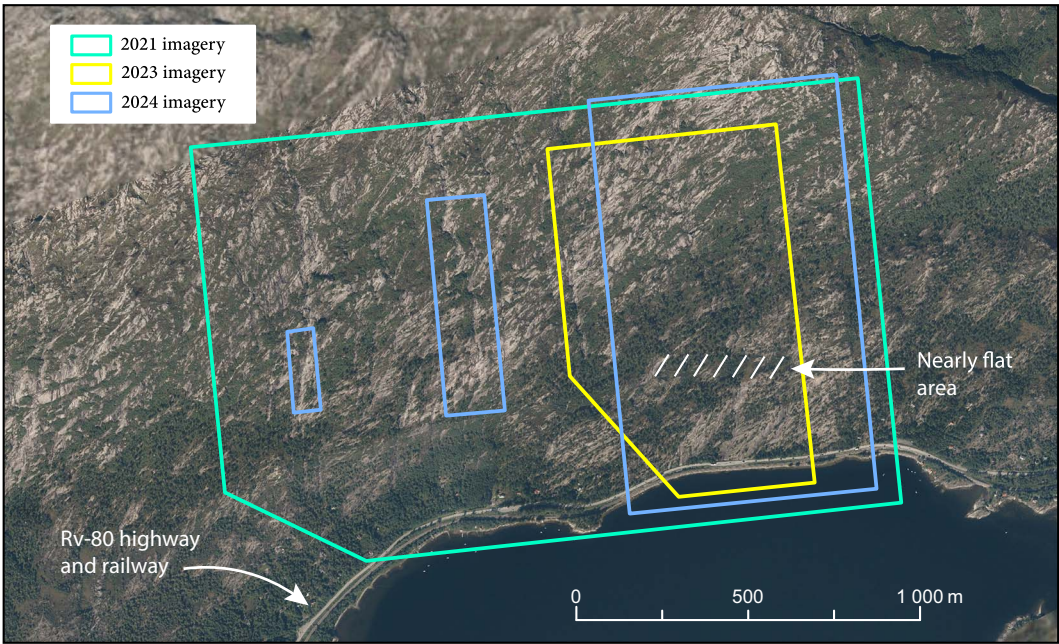 2021 imagery
2023 imagery
2024 imagery
Nearly flat
area
Rv-80 highway
and railway
0
500
1 000 m